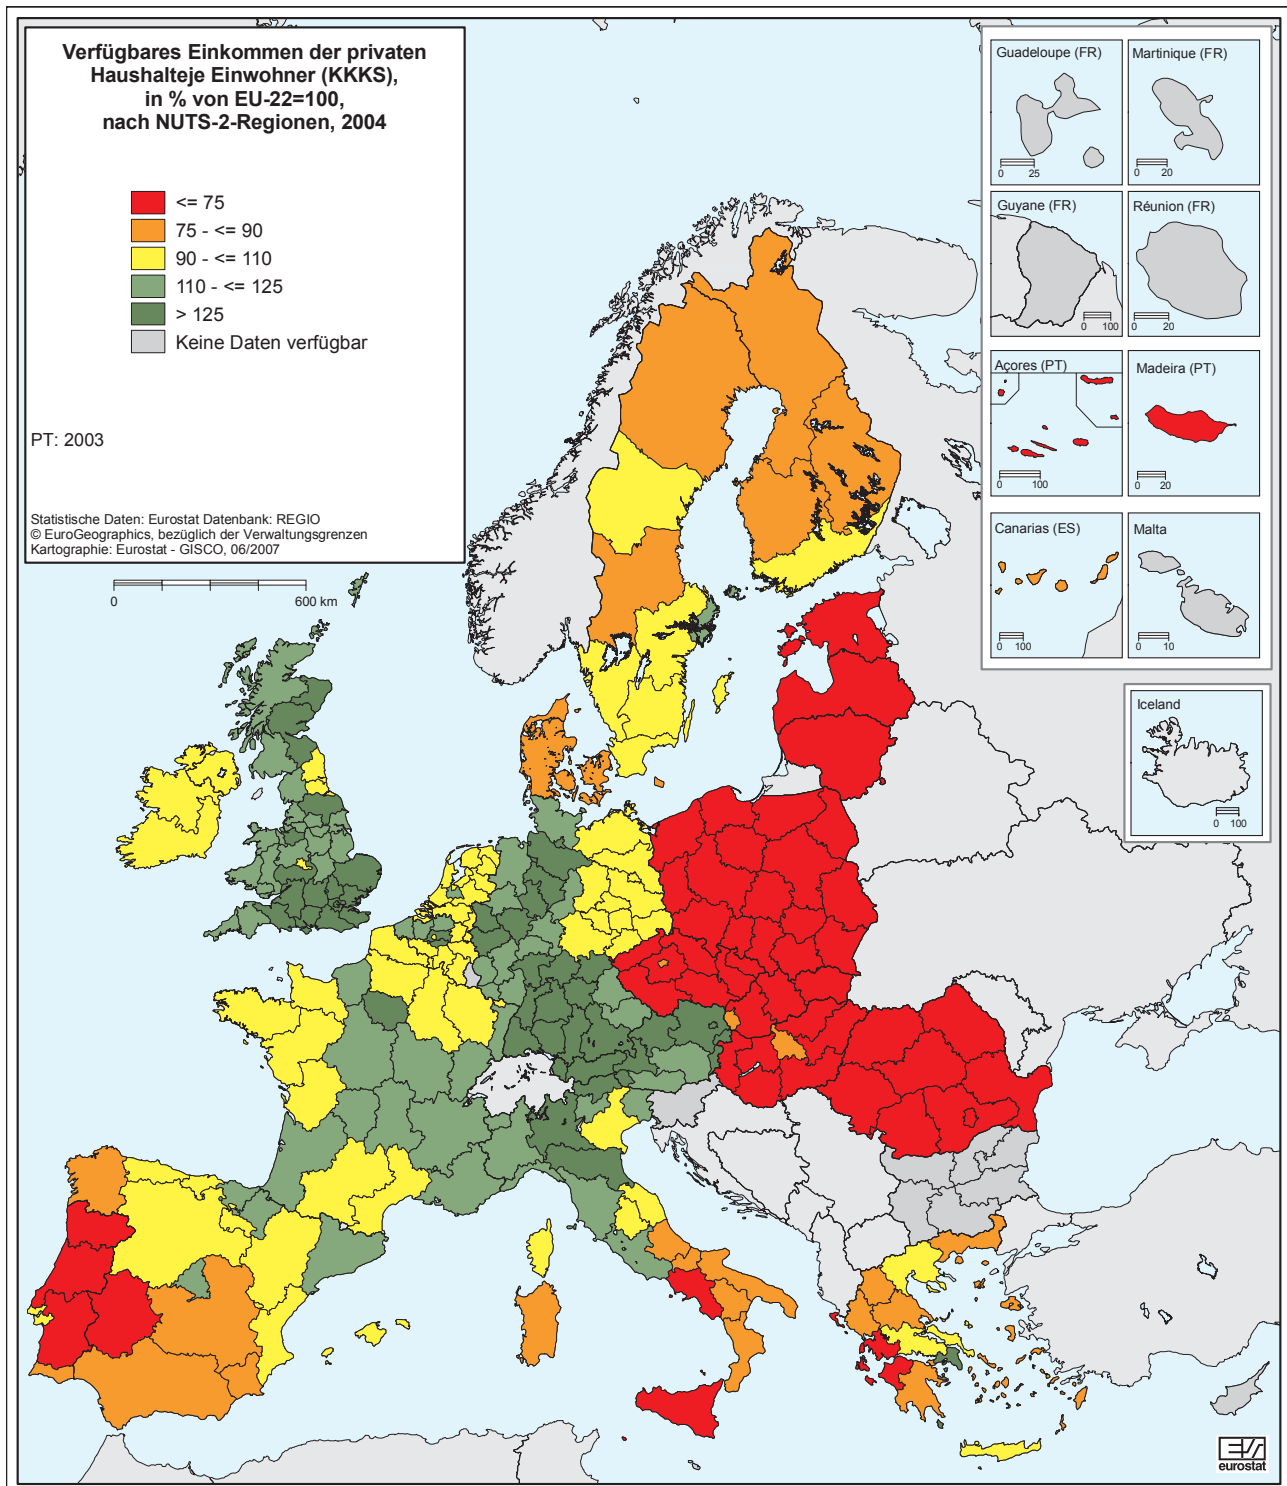 Verfügbares Einkommen der privaten
Haushalteje Einwohner (KKKS),
in % von EU-22=100,
nach NUTS-2-Regionen, 2004
<= 75
75 - <= 90
90 - <= 110
110 - <= 125
> 125
Keine Daten verfügbar
PT: 2003
Statistische Daten: Eurostat Datenbank: REGIO
© EuroGeographics, bezüglich der Verwaltungsgrenzen
Kartographie: Eurostat - GISCO, 06/2007
0 600 km
Guadeloupe (FR)
0 25
Martinique (FR)
0 20
Guyane (FR)
0 100
Réunion (FR)
0 20
Açores (PT)
0 100
Madeira (PT)
0 20
Canarias (ES)
0 100
Malta
0 10
Iceland
0 100
eurostat